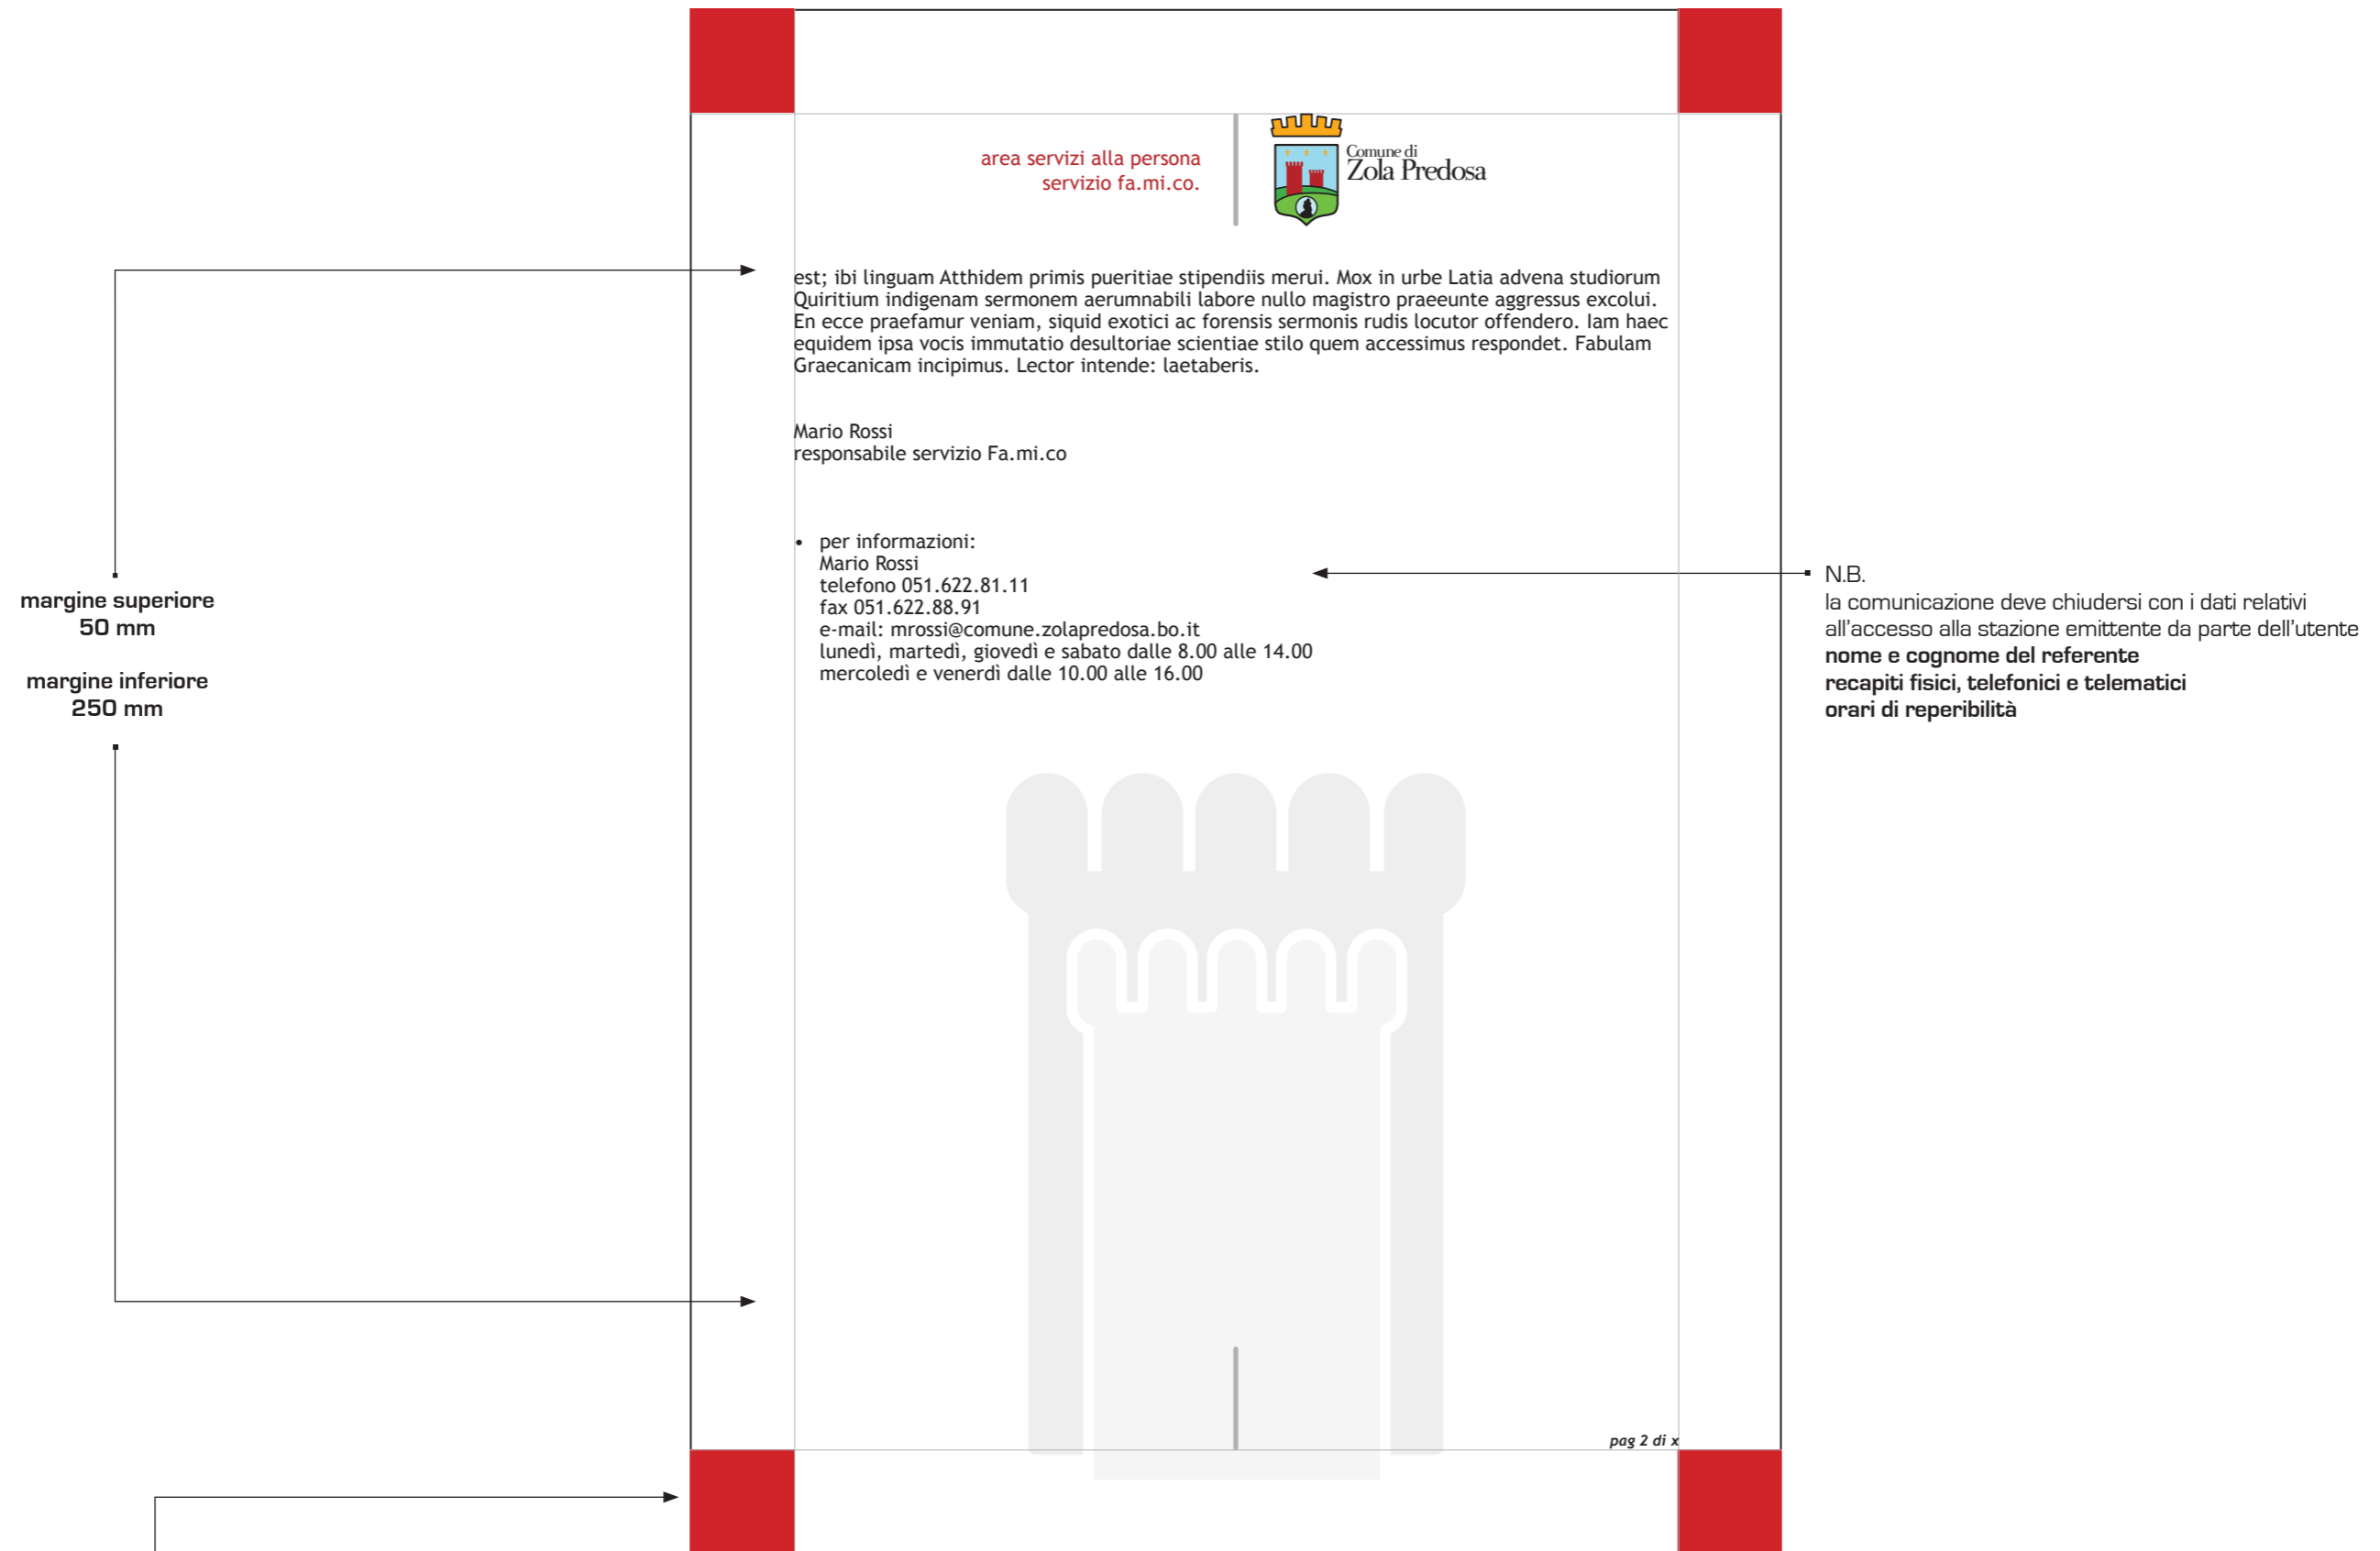 area servizi alla persona
servizio fa.mi.co.
Comune di
Zola Predosa
est; ibi linguam Atthidem primis pueritiae stipendiis merui. Mox in urbe Latia advena studiorum
Quiritium indigenam sermonem aerumnabili labore nullo magistro praeeunte aggressus excolui.
En ecce praefamur veniam, siquid exotici ac forensis sermonis rudis locutor offendero. Iam haec
equidem ipsa vocis immutatio desultoriae scientiae stilo quem accessimus respondet. Fabulam
Graecanicam incipimus. Lector intende: laetaberis.
Mario Rossi
responsabile servizio Fa.mi.co
• per informazioni:
Mario Rossi
telefono 051.622.81.11
fax 051.622.88.91
e-mail: mrossi@comune.zolapredosa.bo.it
lunedì, martedì, giovedì e sabato dalle 8.00 alle 14.00
mercoledì e venerdì dalle 10.00 alle 16.00
margine superiore
50 mm
margine inferiore
250 mm
N.B.
la comunicazione deve chiudersi con i dati relativi
all'accesso alla stazione emittente da parte dell'utente
nome e cognome del referente
recapiti fisici, telefonici e telematici
orari di reperibilità
pag 2 di x